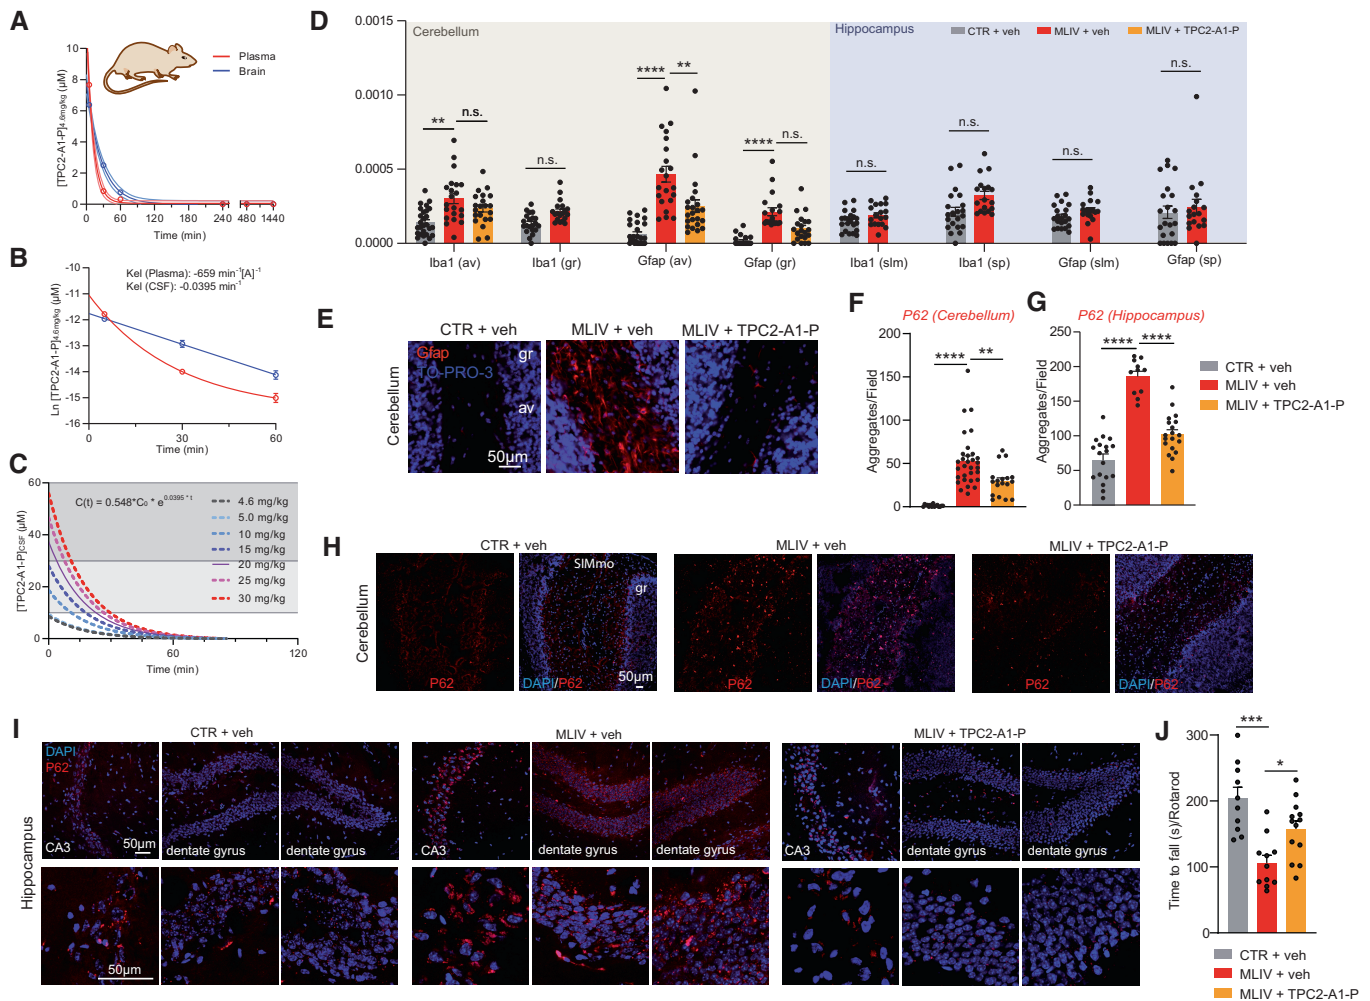 A
[TPC2-A1-P]4.6mg/kg (µM)
10
8
6
4
2
0
0
60
120
180
240
480
1440
Time (min)
Plasma
Brain
B
Ln [TPC2-A1-P]4.6mg/kg (µM)
-10
-11
-12
-13
-14
-15
-16
Kel (Plasma): -659 min⁻¹[A]⁻¹
Kel (CSF): -0.0395 min⁻¹
0
30
60
Time (min)
C
[TPC2-A1-P]CSF (µM)
60
40
20
0
C(t) = 0.548*C₀ * e^0.0395 * t
4.6 mg/kg
5.0 mg/kg
10 mg/kg
15 mg/kg
20 mg/kg
25 mg/kg
30 mg/kg
0
60
120
Time (min)
D
0.0015
0.0010
0.0005
0.0000
Cerebellum
Hippocampus
CTR + veh
MLIV + veh
MLIV + TPC2-A1-P
**
n.s.
n.s.
****
**
****
n.s.
n.s.
n.s.
n.s.
n.s.
Iba1 (av)
Iba1 (gr)
Gfap (av)
Gfap (gr)
Iba1 (slm)
Iba1 (sp)
Gfap (slm)
Gfap (sp)
E
CTR + veh
MLIV + veh
MLIV + TPC2-A1-P
Cerebellum
Gfap
TO-PRO-3
gr
av
50µm
F
P62 (Cerebellum)
Aggregates/Field
200
150
100
50
0
****
**
G
P62 (Hippocampus)
Aggregates/Field
250
200
150
100
50
0
****
****
CTR + veh
MLIV + veh
MLIV + TPC2-A1-P
H
CTR + veh
MLIV + veh
MLIV + TPC2-A1-P
Cerebellum
P62
SIMmo
gr
50µm
DAPI/P62
P62
DAPI/P62
P62
DAPI/P62
I
CTR + veh
MLIV + veh
MLIV + TPC2-A1-P
Hippocampus
DAPI
P62
CA3
50µm
dentate gyrus
dentate gyrus
CA3
dentate gyrus
dentate gyrus
CA3
dentate gyrus
dentate gyrus
50µm
J
Time to fall (s)/Rotarod
300
200
100
0
***
*
CTR + veh
MLIV + veh
MLIV + TPC2-A1-P